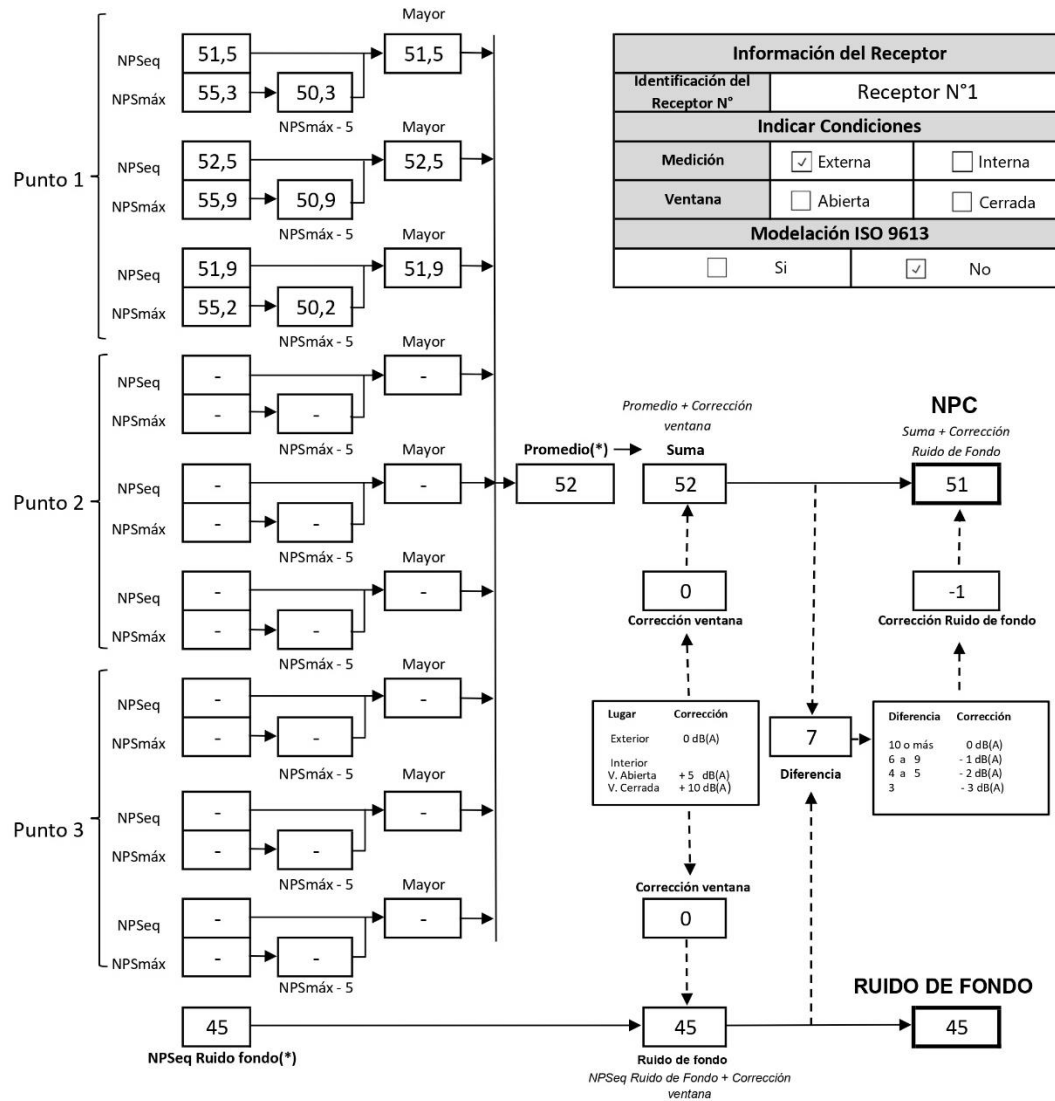 Mayor
NPSeq
51,5
51,5
NPSmáx
55,3
50,3
NPSmáx - 5
Mayor
Punto 1
NPSeq
52,5
52,5
NPSmáx
55,9
50,9
NPSmáx - 5
Mayor
NPSeq
51,9
51,9
NPSmáx
55,2
50,2
NPSmáx - 5
Mayor
NPSeq
-
-
NPSmáx
-
-
NPSmáx - 5
Mayor
Punto 2
NPSeq
-
-
NPSmáx
-
-
NPSmáx - 5
Mayor
NPSeq
-
-
NPSmáx
-
-
NPSmáx - 5
Mayor
NPSeq
-
-
NPSmáx
-
-
NPSmáx - 5
Mayor
Punto 3
NPSeq
-
-
NPSmáx
-
-
NPSmáx - 5
Mayor
NPSeq
-
-
NPSmáx
-
-
NPSmáx - 5
45
NPSeq Ruido fondo(*)
Información del Receptor
Identificación del
Receptor N°
Receptor N°1
Indicar Condiciones
Medición
✓ Externa
Interna
Ventana
Abierta
Cerrada
Modelación ISO 9613
Si
✓ No
Promedio(*)
52
Promedio + Corrección
ventana
Suma
52
0
Corrección ventana
NPC
Suma + Corrección
Ruido de Fondo
51
-1
Corrección Ruido de fondo
Lugar Corrección
Exterior 0 dB(A)
Interior
V. Abierta + 5 dB(A)
V. Cerrada + 10 dB(A)
7
Diferencia
Diferencia Corrección
10 o más 0 dB(A)
6 a 9 - 1 dB(A)
4 a 5 - 2 dB(A)
3 - 3 dB(A)
Corrección ventana
0
45
Ruido de fondo
NPSeq Ruido de Fondo + Corrección
ventana
RUIDO DE FONDO
45